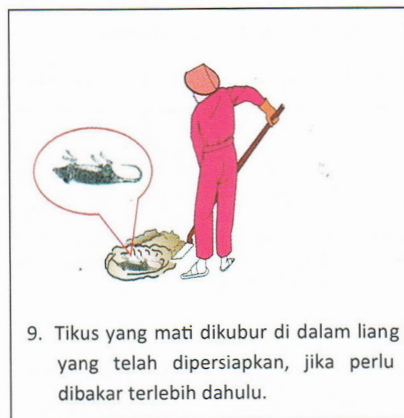 9. Tikus yang mati dikubur di dalam liang
yang telah dipersiapkan, jika perlu
dibakar terlebih dahulu.